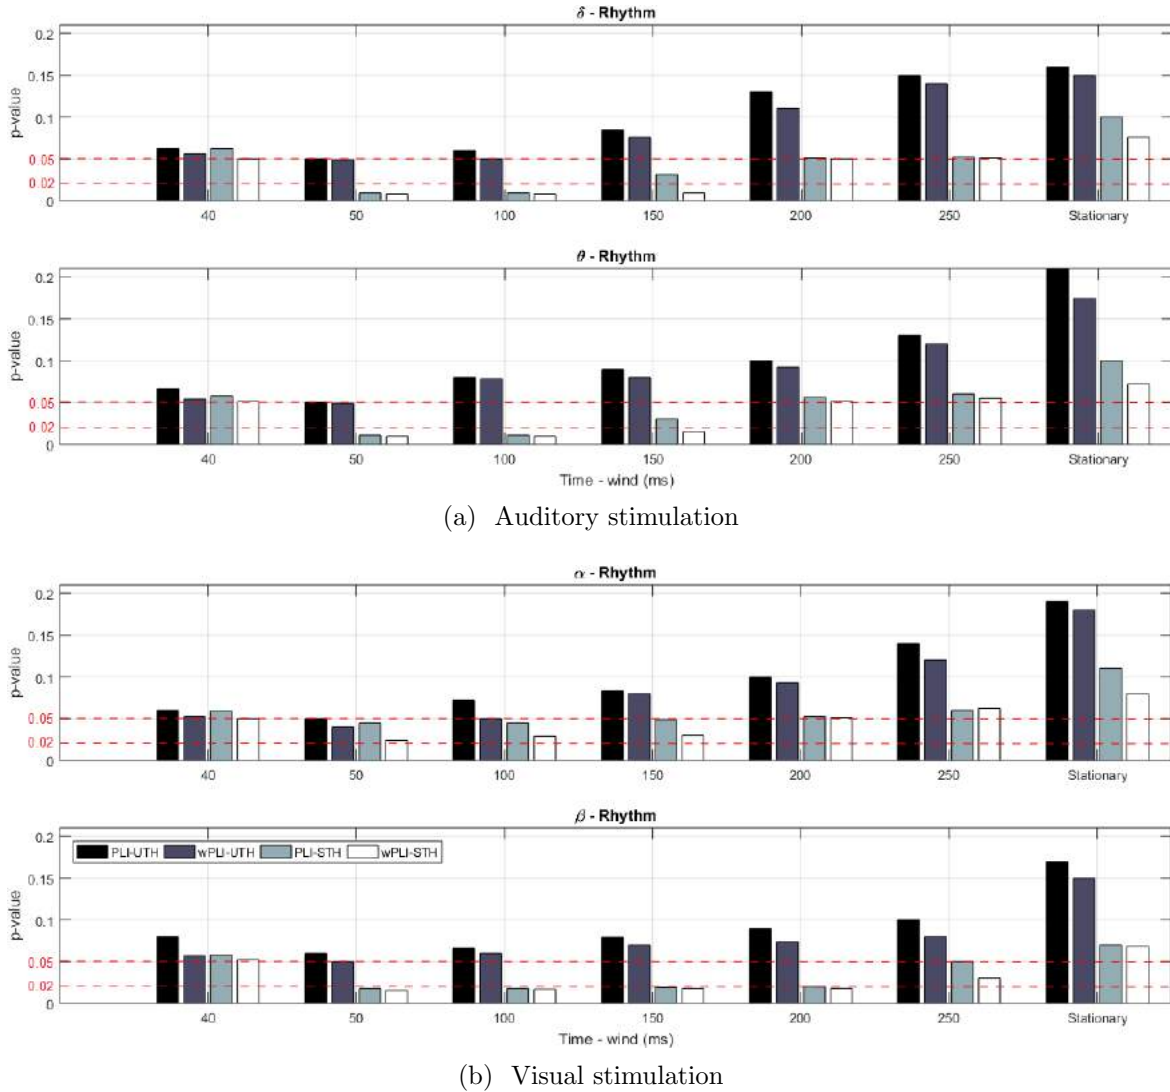 δ - Rhythm
0.2
0.15
0.1
0.05
0.02
0
p-value
40 50 100 150 200 250 Stationary
θ - Rhythm
0.2
0.15
0.1
0.05
0.02
0
p-value
40 50 100 150 200 250 Stationary
Time - wind (ms)
(a) Auditory stimulation
α - Rhythm
0.2
0.15
0.1
0.05
0.02
0
p-value
40 50 100 150 200 250 Stationary
β - Rhythm
PLI-UTH wPLI-UTH PLI-STH wPLI-STH
0.2
0.15
0.1
0.05
0.02
0
p-value
40 50 100 150 200 250 Stationary
Time - wind (ms)
(b) Visual stimulation